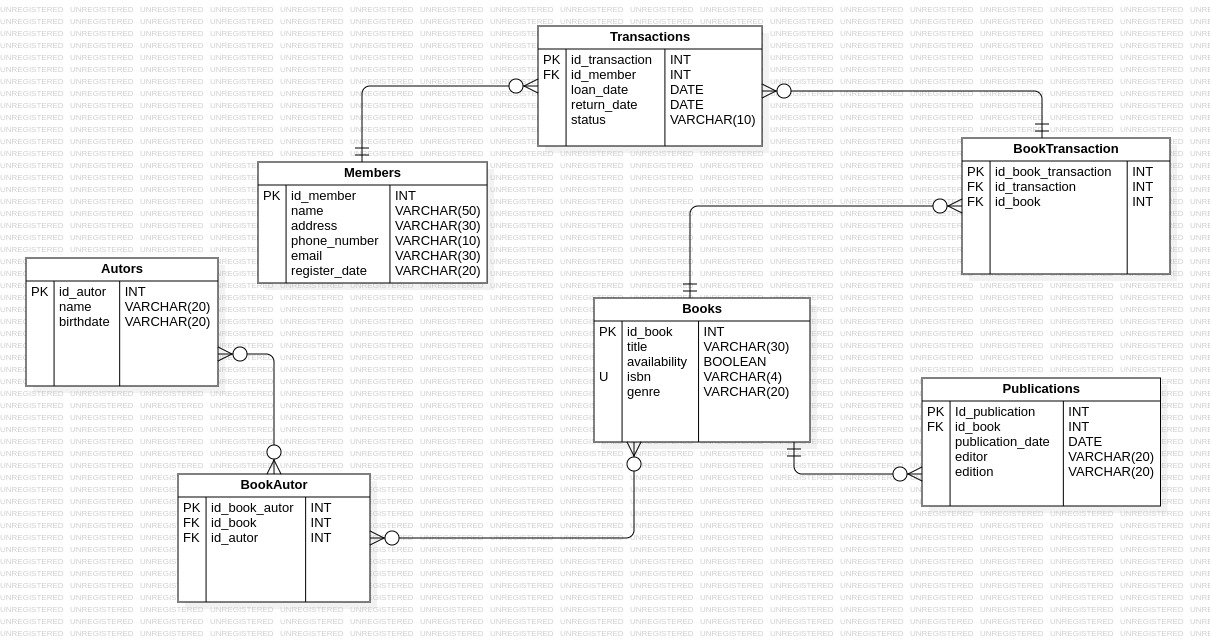 Transactions
PK id_transaction INT
FK id_member INT
loan_date DATE
return_date DATE
status VARCHAR(10)
Members
PK id_member INT
name VARCHAR(50)
address VARCHAR(30)
phone_number VARCHAR(10)
email VARCHAR(30)
register_date VARCHAR(20)
BookTransaction
PK id_book_transaction INT
FK id_transaction INT
FK id_book INT
Autors
PK id_autor INT
name VARCHAR(20)
birthdate VARCHAR(20)
Books
PK id_book INT
title VARCHAR(30)
availability BOOLEAN
U isbn VARCHAR(4)
genre VARCHAR(20)
Publications
PK Id_publication INT
FK id_book INT
publication_date DATE
editor VARCHAR(20)
edition VARCHAR(20)
BookAutor
PK id_book_autor INT
FK id_book INT
FK id_autor INT
UNREGISTERED